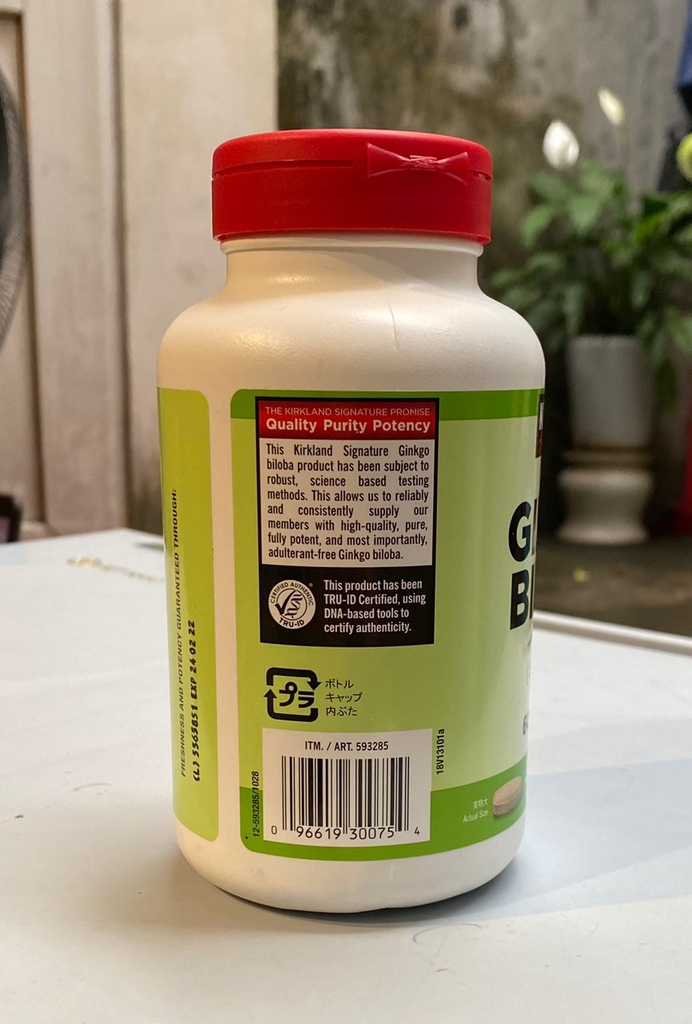 FRESHNESS AND POTENCY GUARANTEED THROUGH:
(L) 5565851 EXP 24 02 22
THE KIRKLAND SIGNATURE PROMISE
Quality Purity Potency
This Kirkland Signature Ginkgo
biloba product has been subject to
robust, science based testing
methods. This allows us to reliably
and consistently supply our
members with high-quality, pure,
fully potent, and most importantly,
adulterant-free Ginkgo biloba.
CERTIFIED AUTHENTIC
TRU-ID
®
This product has been
TRU-ID Certified, using
DNA-based tools to
certify authenticity.
プラ
ボトル
キャップ
内ぶた
ITM. / ART. 593285
0 96619 30075 4
12-593285/1028
18V13101a
実物大
Actual Size